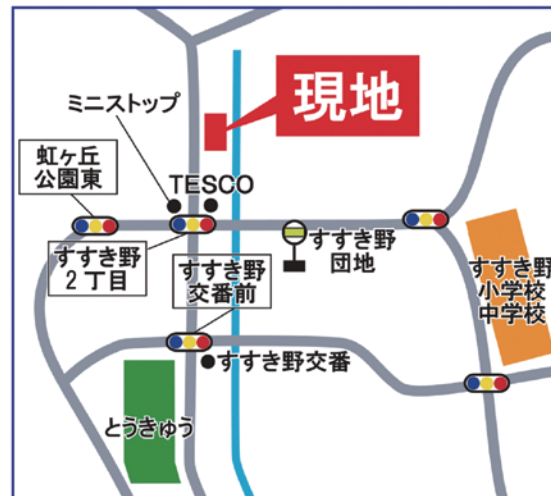 現地
ミニストップ
虹ヶ丘
公園東
TESCO
すすき野
2丁目
すすき野
団地
すすき野
交番前
すすき野
小学校
中学校
すすき野交番
とうきゅう